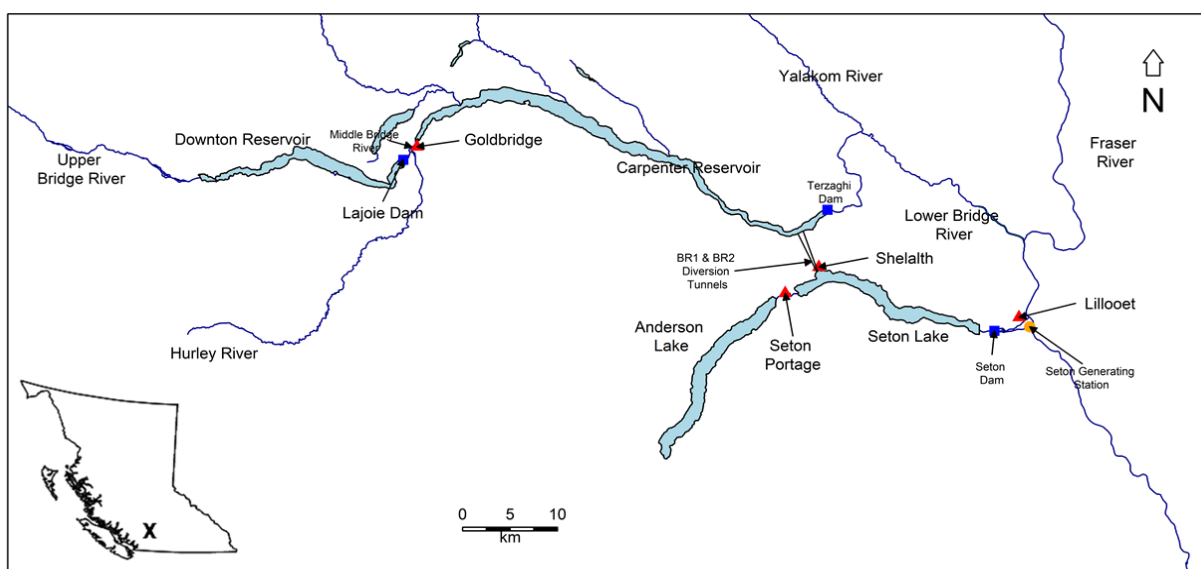 Yalakom River
N
Downton Reservoir
Middle Bridge
River
Goldbridge
Fraser
River
Upper
Bridge River
Carpenter Reservoir
Terzaghi
Dam
Lajoie Dam
Lower Bridge
River
BR1 & BR2
Diversion
Tunnels
Shelalth
Lillooet
Anderson
Lake
Seton Lake
Seton
Portage
Hurley River
Seton
Dam
Seton Generating
Station
X
0 5 10
km